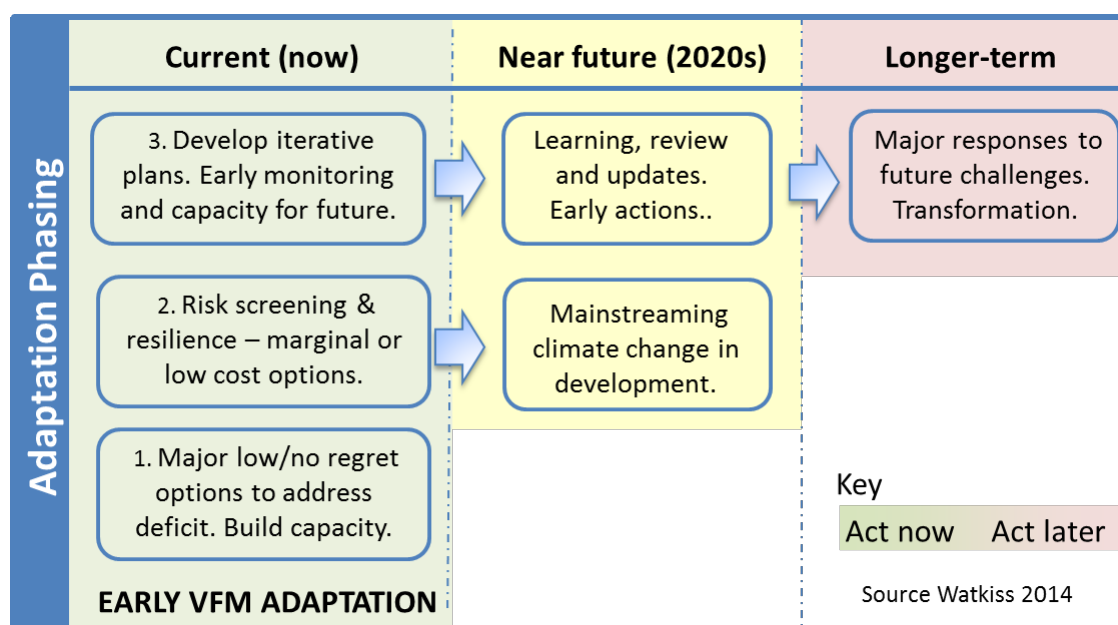 Adaptation Phasing
Current (now)
Near future (2020s)
Longer-term
3. Develop iterative
plans. Early monitoring
and capacity for future.
Learning, review
and updates.
Early actions..
Major responses to
future challenges.
Transformation.
2. Risk screening &
resilience – marginal or
low cost options.
Mainstreaming
climate change in
development.
1. Major low/no regret
options to address
deficit. Build capacity.
EARLY VFM ADAPTATION
Key
Act now Act later
Source Watkiss 2014